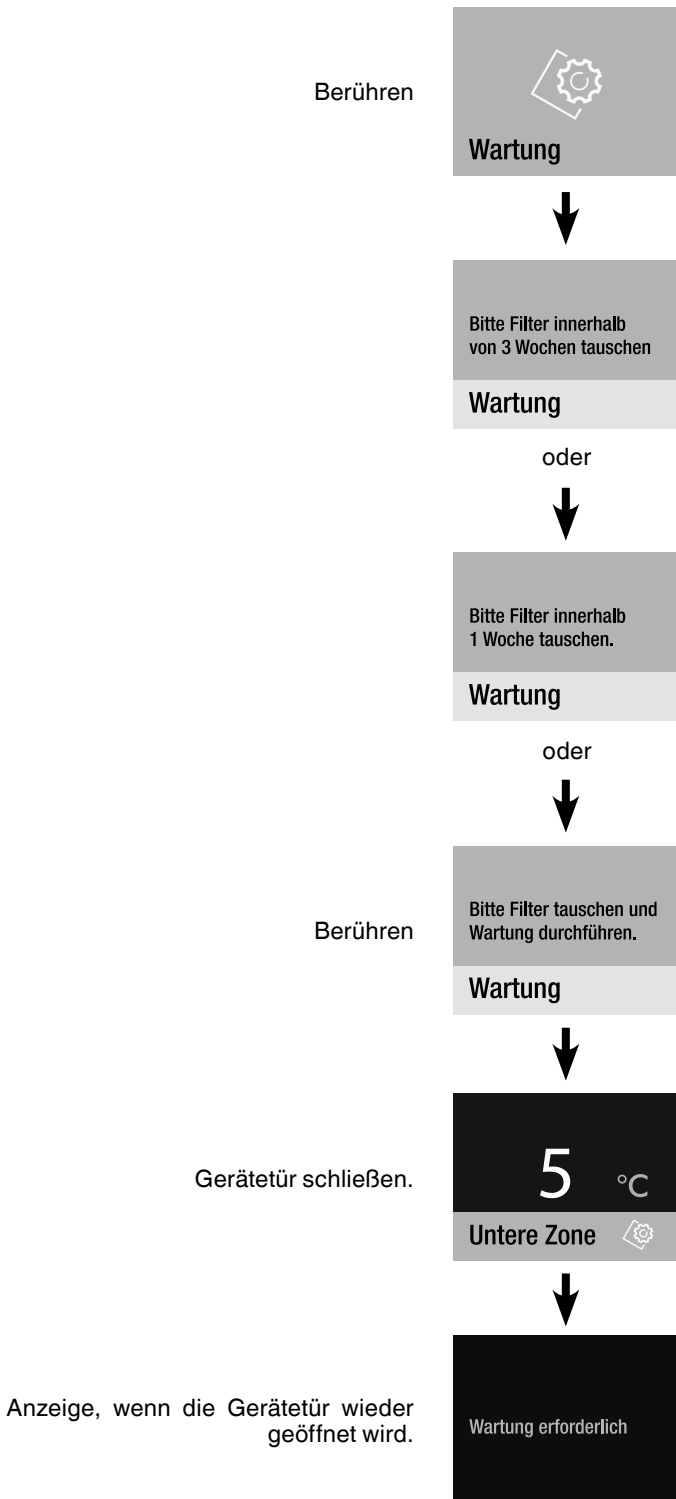 Berühren
Wartung
Bitte Filter innerhalb
von 3 Wochen tauschen
Wartung
oder
Bitte Filter innerhalb
1 Woche tauschen.
Wartung
oder
Berühren
Bitte Filter tauschen und
Wartung durchführen.
Wartung
Gerätetür schließen.
5 °C
Untere Zone
Anzeige, wenn die Gerätetür wieder
geöffnet wird.
Wartung erforderlich